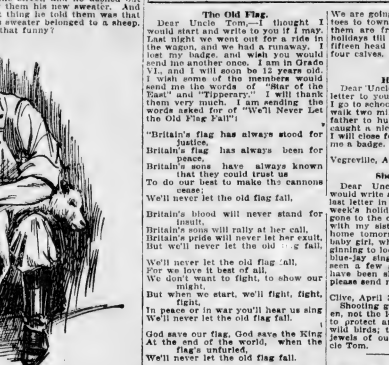 them his new sweater. And
thing he told them was that
sweater belonged to a sheep.
that funny?
The Old Flag.
Dear Uncle Tom,—I thought I
would start and write to you if I may.
Last night we went out for a ride in
the wagon, and we had a runaway. I
lost my badge, and wish you would
send me another once. I am in Grade
VI., and I will soon be 12 years old.
I wish some of the members would
send me the words of "Star of the
East" and "Tipperary." I will thank
them very much. I am sending the
words asked for of "We'll Never Let
the Old Flag Fall":
"Britain's flag has always stood for
justice,
Britain's flag has always been for
peace,
Britain's sons have always known
that they could trust us
To do our best to make the cannons
cease;
We'll never let the old flag fall.
Britain's blood will never stand for
insult,
Britain's sons will rally at her call,
Britain's pride will never let her exult,
But we'll never let the old flag fall.
We'll never let the old flag fall,
For we love it best of all,
We don't want to fight, to show our
might,
But when we start, we'll fight, fight,
fight,
In peace or in war you'll hear us sing
We'll never let the old flag fall.
God save our flag, God save the King
At the end of the world, when the
flag's unfurled,
We'll never let the old flag fall.
We are goin
toes to town
them are fr
holidays till
fifteen head
four calves.
H
Dear Uncle
letter to you
I go to school
walk two mi
father to hu
caught a nic
I will close f
me a badge.
Vegreville, A
Sho
Dear Unc
would write a
last letter in
week's holid
gone to the c
with my sist
home tomorr
baby girl, wh
ginning to loo
blue-jay sing
seen a few
have been s
please send m
Clive, April
Shooting g
en, not the l
to protect a
wild birds; t
jewels of ou
cle Tom.